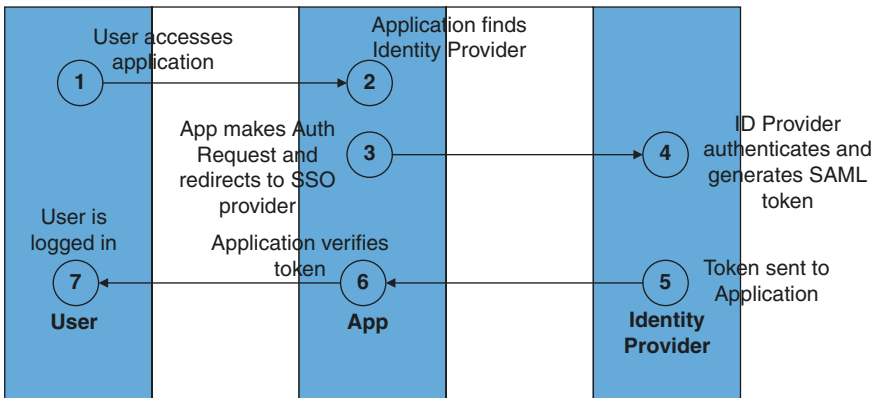 User accesses
application
1
Application finds
Identity Provider
2
App makes Auth
Request and
redirects to SSO
provider
3
4
ID Provider
authenticates and
generates SAML
token
User is
logged in
7
User
Application verifies
token
6
App
5
Token sent to
Application
Identity
Provider